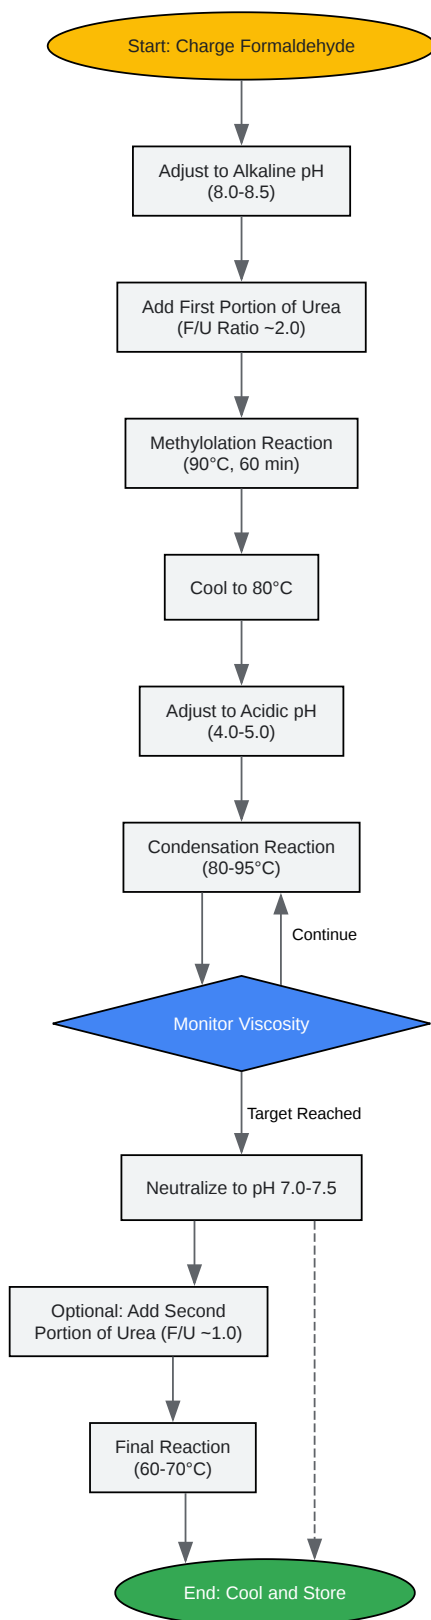 Start: Charge Formaldehyde
Adjust to Alkaline pH
(8.0-8.5)
Add First Portion of Urea
(F/U Ratio ~2.0)
Methylolation Reaction
(90°C, 60 min)
Cool to 80°C
Adjust to Acidic pH
(4.0-5.0)
Condensation Reaction
(80-95°C)
Continue
Monitor Viscosity
Target Reached
Neutralize to pH 7.0-7.5
Optional: Add Second
Portion of Urea (F/U ~1.0)
Final Reaction
(60-70°C)
End: Cool and Store